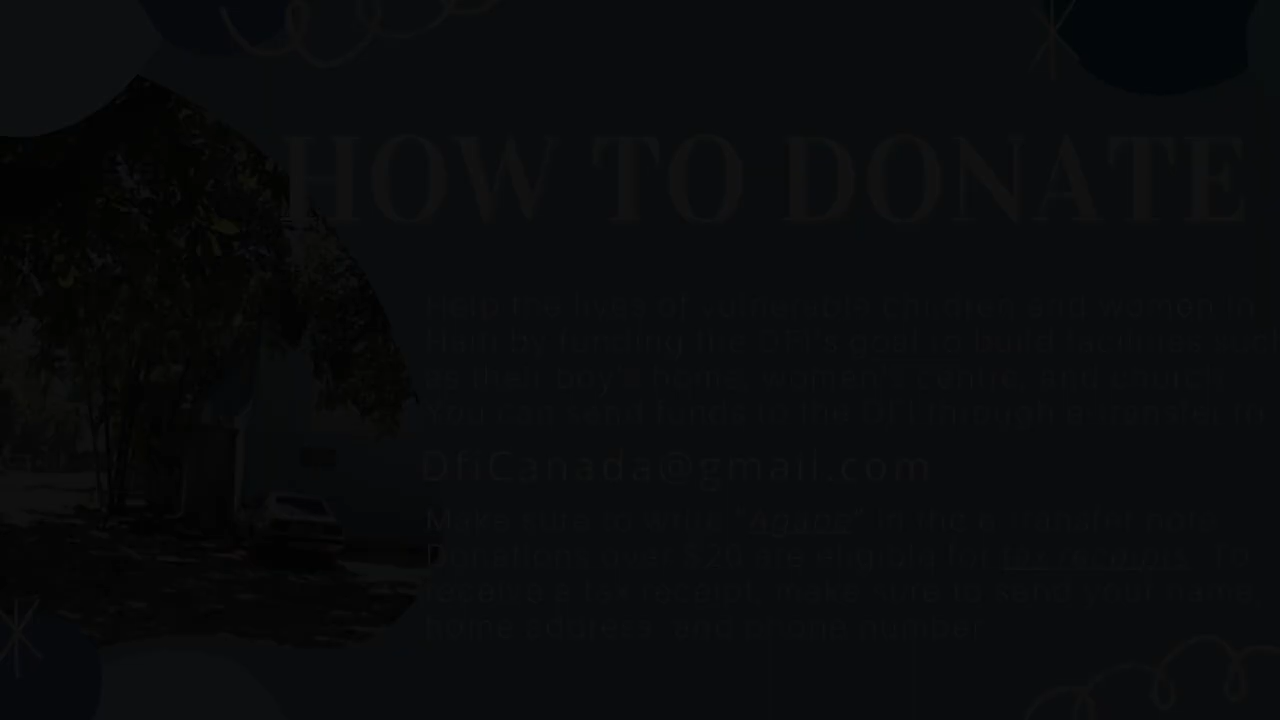 HOW TO DONATE
Help the lives of vulnerable children and women in
Haiti by funding the DFI's goal to build facilities such
as their boy's home, women's centre, and church.
You can send funds to the DFI through e-transfer to
DfiCanada@gmail.com
Make sure to write "agape" in the e-transfer note.
Donations over $20 are eligible for tax receipts. To
receive a tax receipt, make sure to send your name,
home address, and phone number.